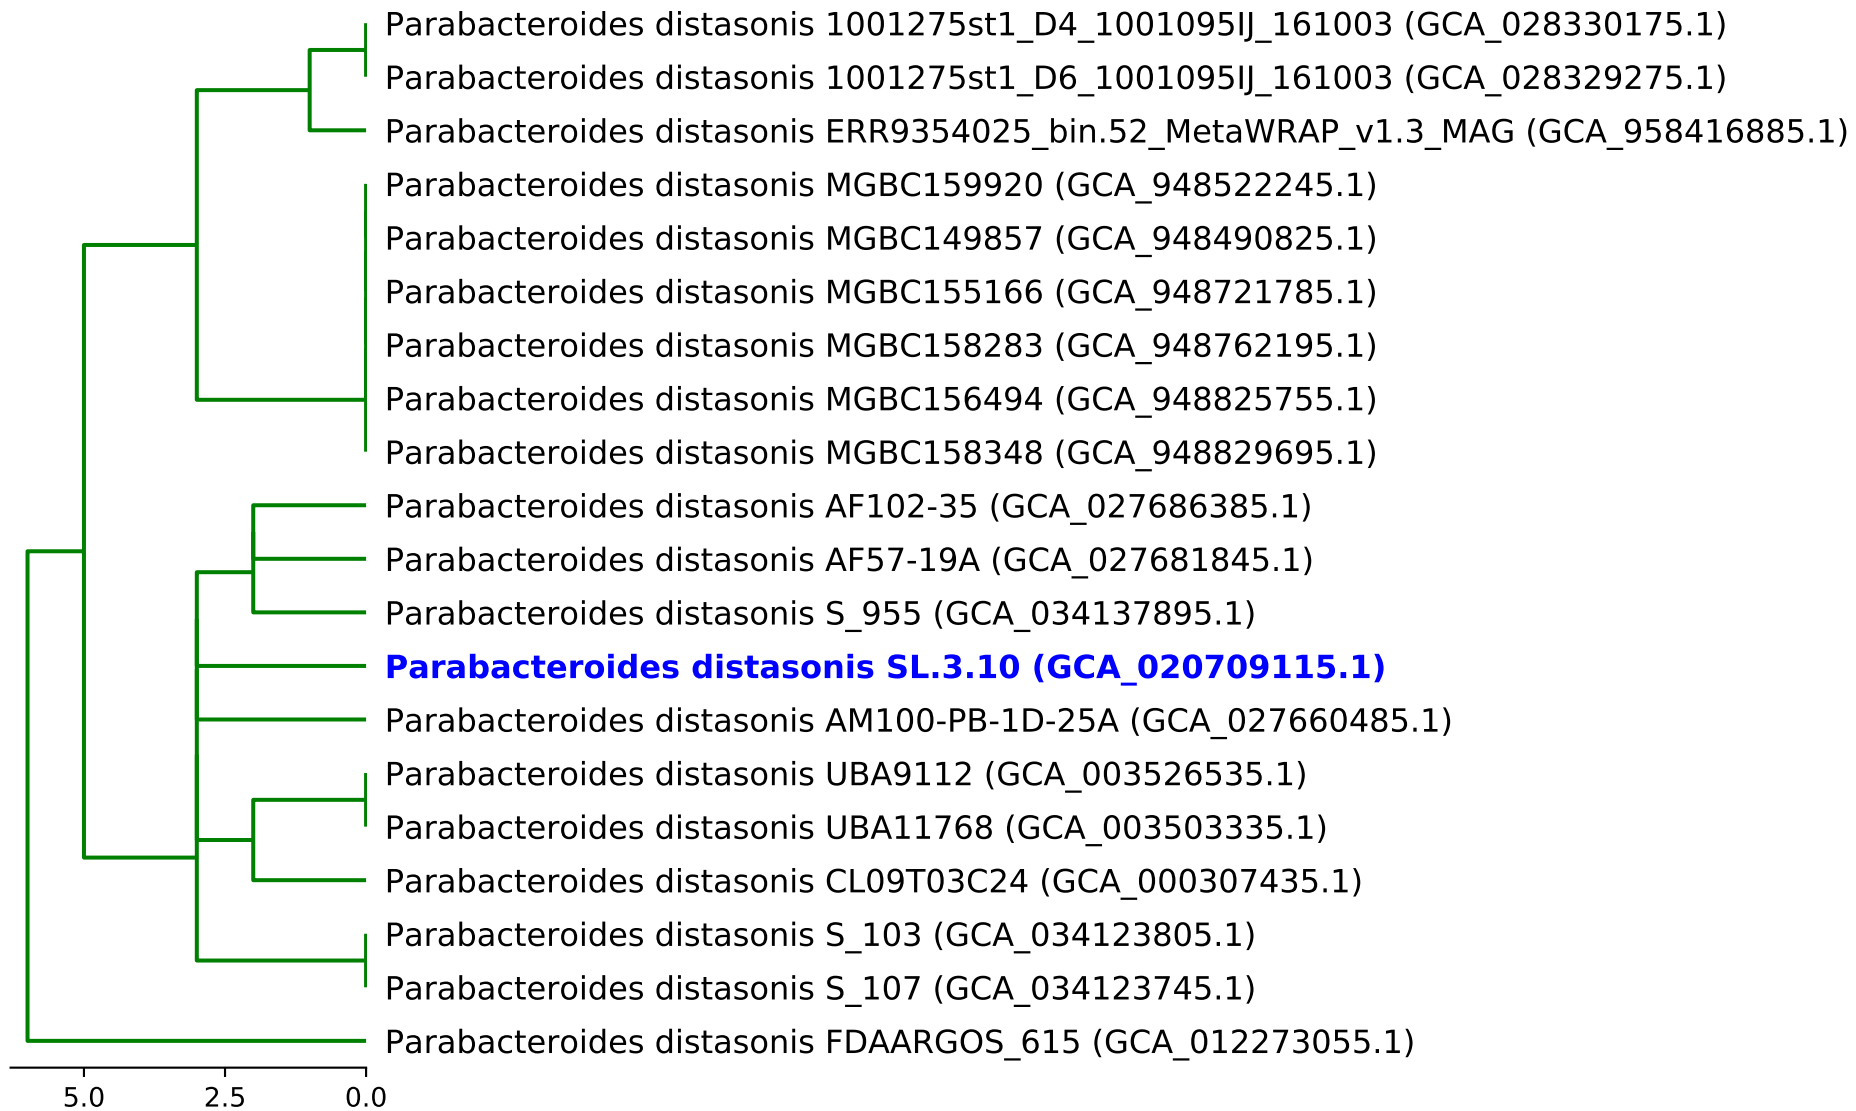 Parabacteroides distasonis 1001275st1_D4_1001095IJ_161003 (GCA_028330175.1)
Parabacteroides distasonis 1001275st1_D6_1001095IJ_161003 (GCA_028329275.1)
Parabacteroides distasonis ERR9354025_bin.52_MetaWRAP_v1.3_MAG (GCA_958416885.1)
Parabacteroides distasonis MGBC159920 (GCA_948522245.1)
Parabacteroides distasonis MGBC149857 (GCA_948490825.1)
Parabacteroides distasonis MGBC155166 (GCA_948721785.1)
Parabacteroides distasonis MGBC158283 (GCA_948762195.1)
Parabacteroides distasonis MGBC156494 (GCA_948825755.1)
Parabacteroides distasonis MGBC158348 (GCA_948829695.1)
Parabacteroides distasonis AF102-35 (GCA_027686385.1)
Parabacteroides distasonis AF57-19A (GCA_027681845.1)
Parabacteroides distasonis S_955 (GCA_034137895.1)
Parabacteroides distasonis SL.3.10 (GCA_020709115.1)
Parabacteroides distasonis AM100-PB-1D-25A (GCA_027660485.1)
Parabacteroides distasonis UBA9112 (GCA_003526535.1)
Parabacteroides distasonis UBA11768 (GCA_003503335.1)
Parabacteroides distasonis CL09T03C24 (GCA_000307435.1)
Parabacteroides distasonis S_103 (GCA_034123805.1)
Parabacteroides distasonis S_107 (GCA_034123745.1)
Parabacteroides distasonis FDAARGOS_615 (GCA_012273055.1)
5.0 2.5 0.0